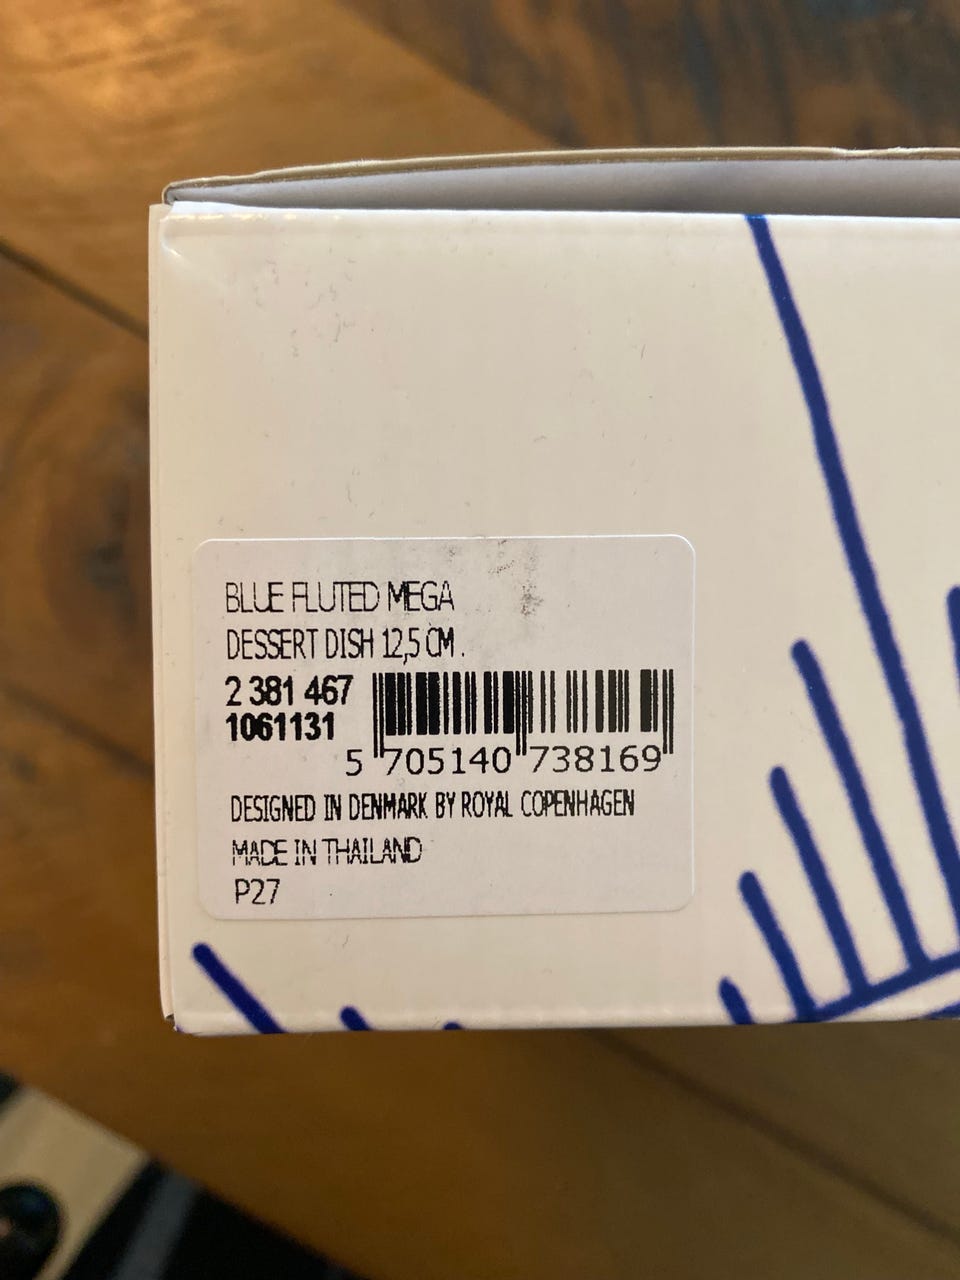 BLUE FLUTED MEGA
DESSERT DISH 12,5 CM .
2 381 467
1061131
5 705140 738169
DESIGNED IN DENMARK BY ROYAL COPENHAGEN
MADE IN THAILAND
P27